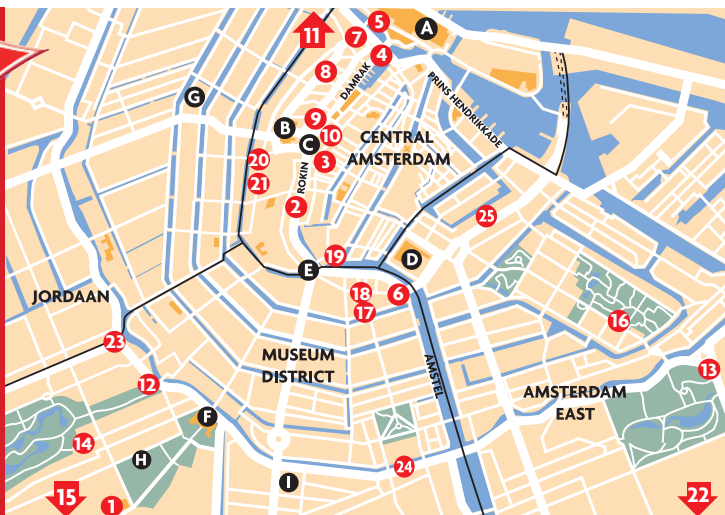 5
A
11
7
4
8
DAMRAK
PRINS HENDRIKKADE
G
9
B
10
C
CENTRAL
AMSTERDAM
20
3
21
ROKIN
2
25
19
D
E
18
6
17
JORDAAN
16
23
MUSEUM
DISTRICT
AMSTEL
13
12
AMSTERDAM
EAST
F
14
H
24
I
15
1
22